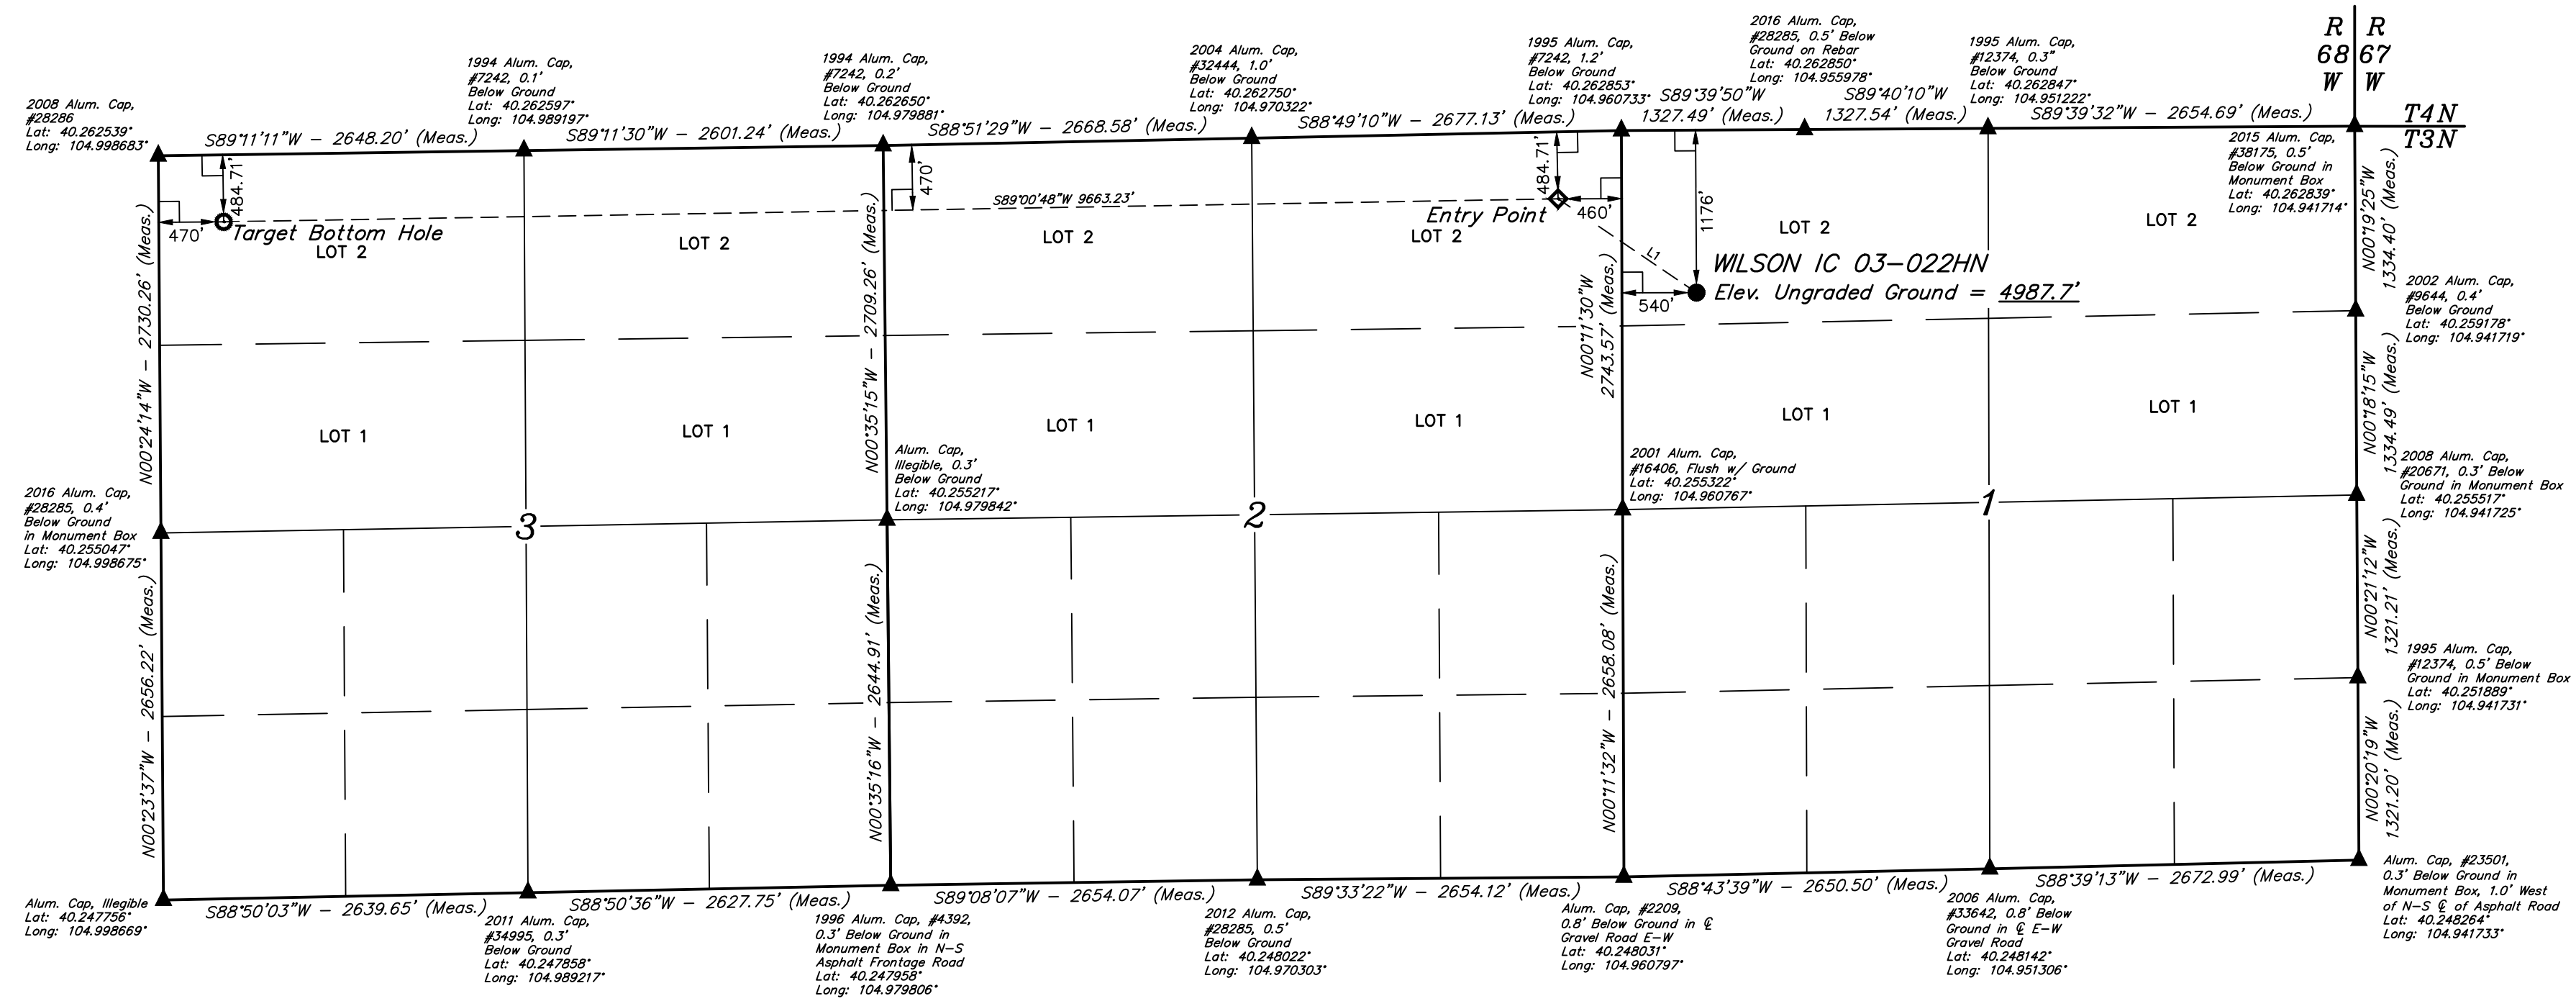 R R
68 67
W W
T4N
T3N
2008 Alum. Cap,
#28286
Lat: 40.262539°
Long: 104.998683°
1994 Alum. Cap,
#7242, 0.1'
Below Ground
Lat: 40.262597°
Long: 104.989197°
1994 Alum. Cap,
#7242, 0.2'
Below Ground
Lat: 40.262650°
Long: 104.979881°
2004 Alum. Cap,
#32444, 1.0'
Below Ground
Lat: 40.262750°
Long: 104.970322°
1995 Alum. Cap,
#7242, 1.2'
Below Ground
Lat: 40.262853°
Long: 104.960733°
2016 Alum. Cap,
#28285, 0.5' Below
Ground on Rebar
Lat: 40.262850°
Long: 104.955978°
1995 Alum. Cap,
#12374, 0.3"
Below Ground
Lat: 40.262847°
Long: 104.951222°
S89°11'11"W - 2648.20' (Meas.)
S89°11'30"W - 2601.24' (Meas.)
S88°51'29"W - 2668.58' (Meas.)
S88°49'10"W - 2677.13' (Meas.)
S89°39'50"W
1327.49' (Meas.)
S89°40'10"W
1327.54' (Meas.)
S89°39'32"W - 2654.69' (Meas.)
2015 Alum. Cap,
#38175, 0.5'
Below Ground in
Monument Box
Lat: 40.262839°
Long: 104.941714°
484.71'
470'
Target Bottom Hole
470'
S89°00'48"W 9663.23'
484.71'
Entry Point
460'
1176'
L1
WILSON IC 03-022HN
Elev. Ungraded Ground = 4987.7'
540'
LOT 2
LOT 2
LOT 2
LOT 2
LOT 2
LOT 2
N00°24'14"W - 2730.26' (Meas.)
N00°35'15"W - 2709.26' (Meas.)
N00°11'30"W
2743.57' (Meas.)
N00°19'25"W
1334.40' (Meas.)
2002 Alum. Cap,
#9644, 0.4'
Below Ground
Lat: 40.259178°
Long: 104.941719°
N00°18'15"W
1334.49' (Meas.)
LOT 1
LOT 1
LOT 1
LOT 1
LOT 1
LOT 1
2016 Alum. Cap,
#28285, 0.4'
Below Ground
in Monument Box
Lat: 40.255047°
Long: 104.998675°
Alum. Cap,
Illegible, 0.3'
Below Ground
Lat: 40.255217°
Long: 104.979842°
2001 Alum. Cap,
#16406, Flush w/ Ground
Lat: 40.255322°
Long: 104.960767°
2008 Alum. Cap,
#20671, 0.3' Below
Ground in Monument Box
Lat: 40.255517°
Long: 104.941725°
3
2
1
N00°23'37"W - 2656.22' (Meas.)
N00°35'16"W - 2644.91' (Meas.)
N00°11'32"W - 2658.08' (Meas.)
N00°21'12"W
1321.21' (Meas.)
1995 Alum. Cap,
#12374, 0.5' Below
Ground in Monument Box
Lat: 40.251889°
Long: 104.941731°
N00°20'19"W
1321.20' (Meas.)
S88°50'03"W - 2639.65' (Meas.)
S88°50'36"W - 2627.75' (Meas.)
S89°08'07"W - 2654.07' (Meas.)
S89°33'22"W - 2654.12' (Meas.)
S88°43'39"W - 2650.50' (Meas.)
S88°39'13"W - 2672.99' (Meas.)
Alum. Cap, Illegible
Lat: 40.247756°
Long: 104.998669°
2011 Alum. Cap,
#34995, 0.3'
Below Ground
Lat: 40.247858°
Long: 104.989217°
1996 Alum. Cap, #4392,
0.3' Below Ground in
Monument Box in N-S
Asphalt Frontage Road
Lat: 40.247958°
Long: 104.979806°
2012 Alum. Cap,
#28285, 0.5'
Below Ground
Lat: 40.248022°
Long: 104.970303°
Alum. Cap, #2209,
0.8' Below Ground in ℄
Gravel Road E-W
Lat: 40.248031°
Long: 104.960797°
2006 Alum. Cap,
#33642, 0.8' Below
Ground in ℄ E-W
Gravel Road
Lat: 40.248142°
Long: 104.951306°
Alum. Cap, #23501,
0.3' Below Ground in
Monument Box, 1.0' West
of N-S ℄ of Asphalt Road
Lat: 40.248264°
Long: 104.941733°